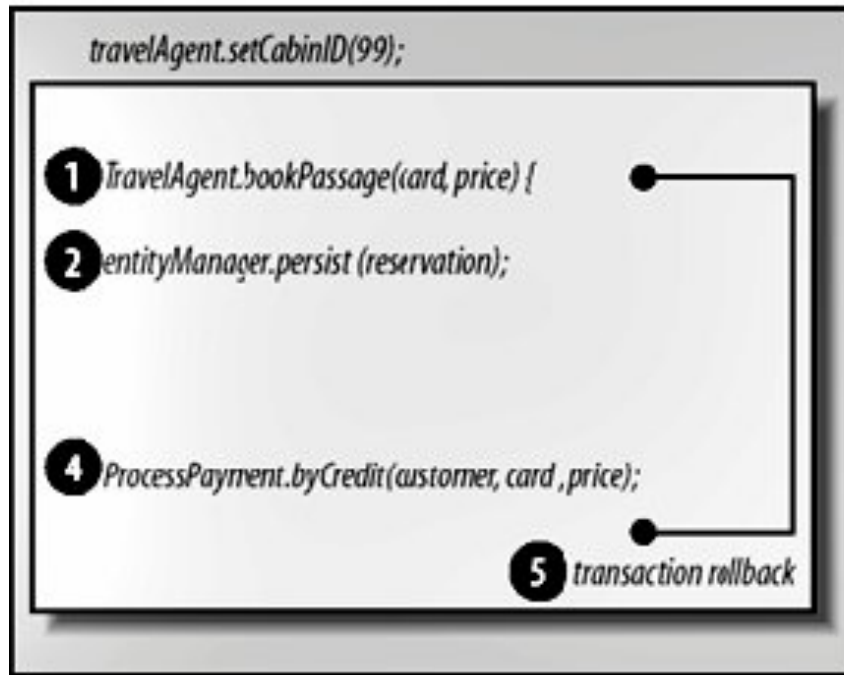 travelAgent.setCabinID(99);
1 TravelAgent.bookPassage(card, price) {
2 entityManager.persist (reservation);
4 ProcessPayment.byCredit(customer, card , price);
5 transaction rollback